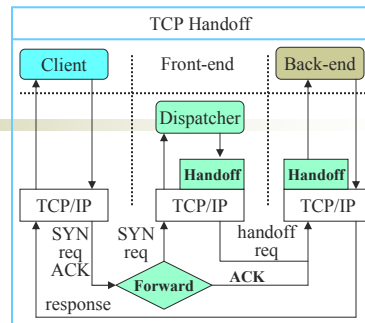 TCP Handoff
Client
Front-end
Back-end
Dispatcher
Handoff
Handoff
TCP/IP
TCP/IP
TCP/IP
SYN
req
ACK
SYN
req
handoff
req
Forward
ACK
response